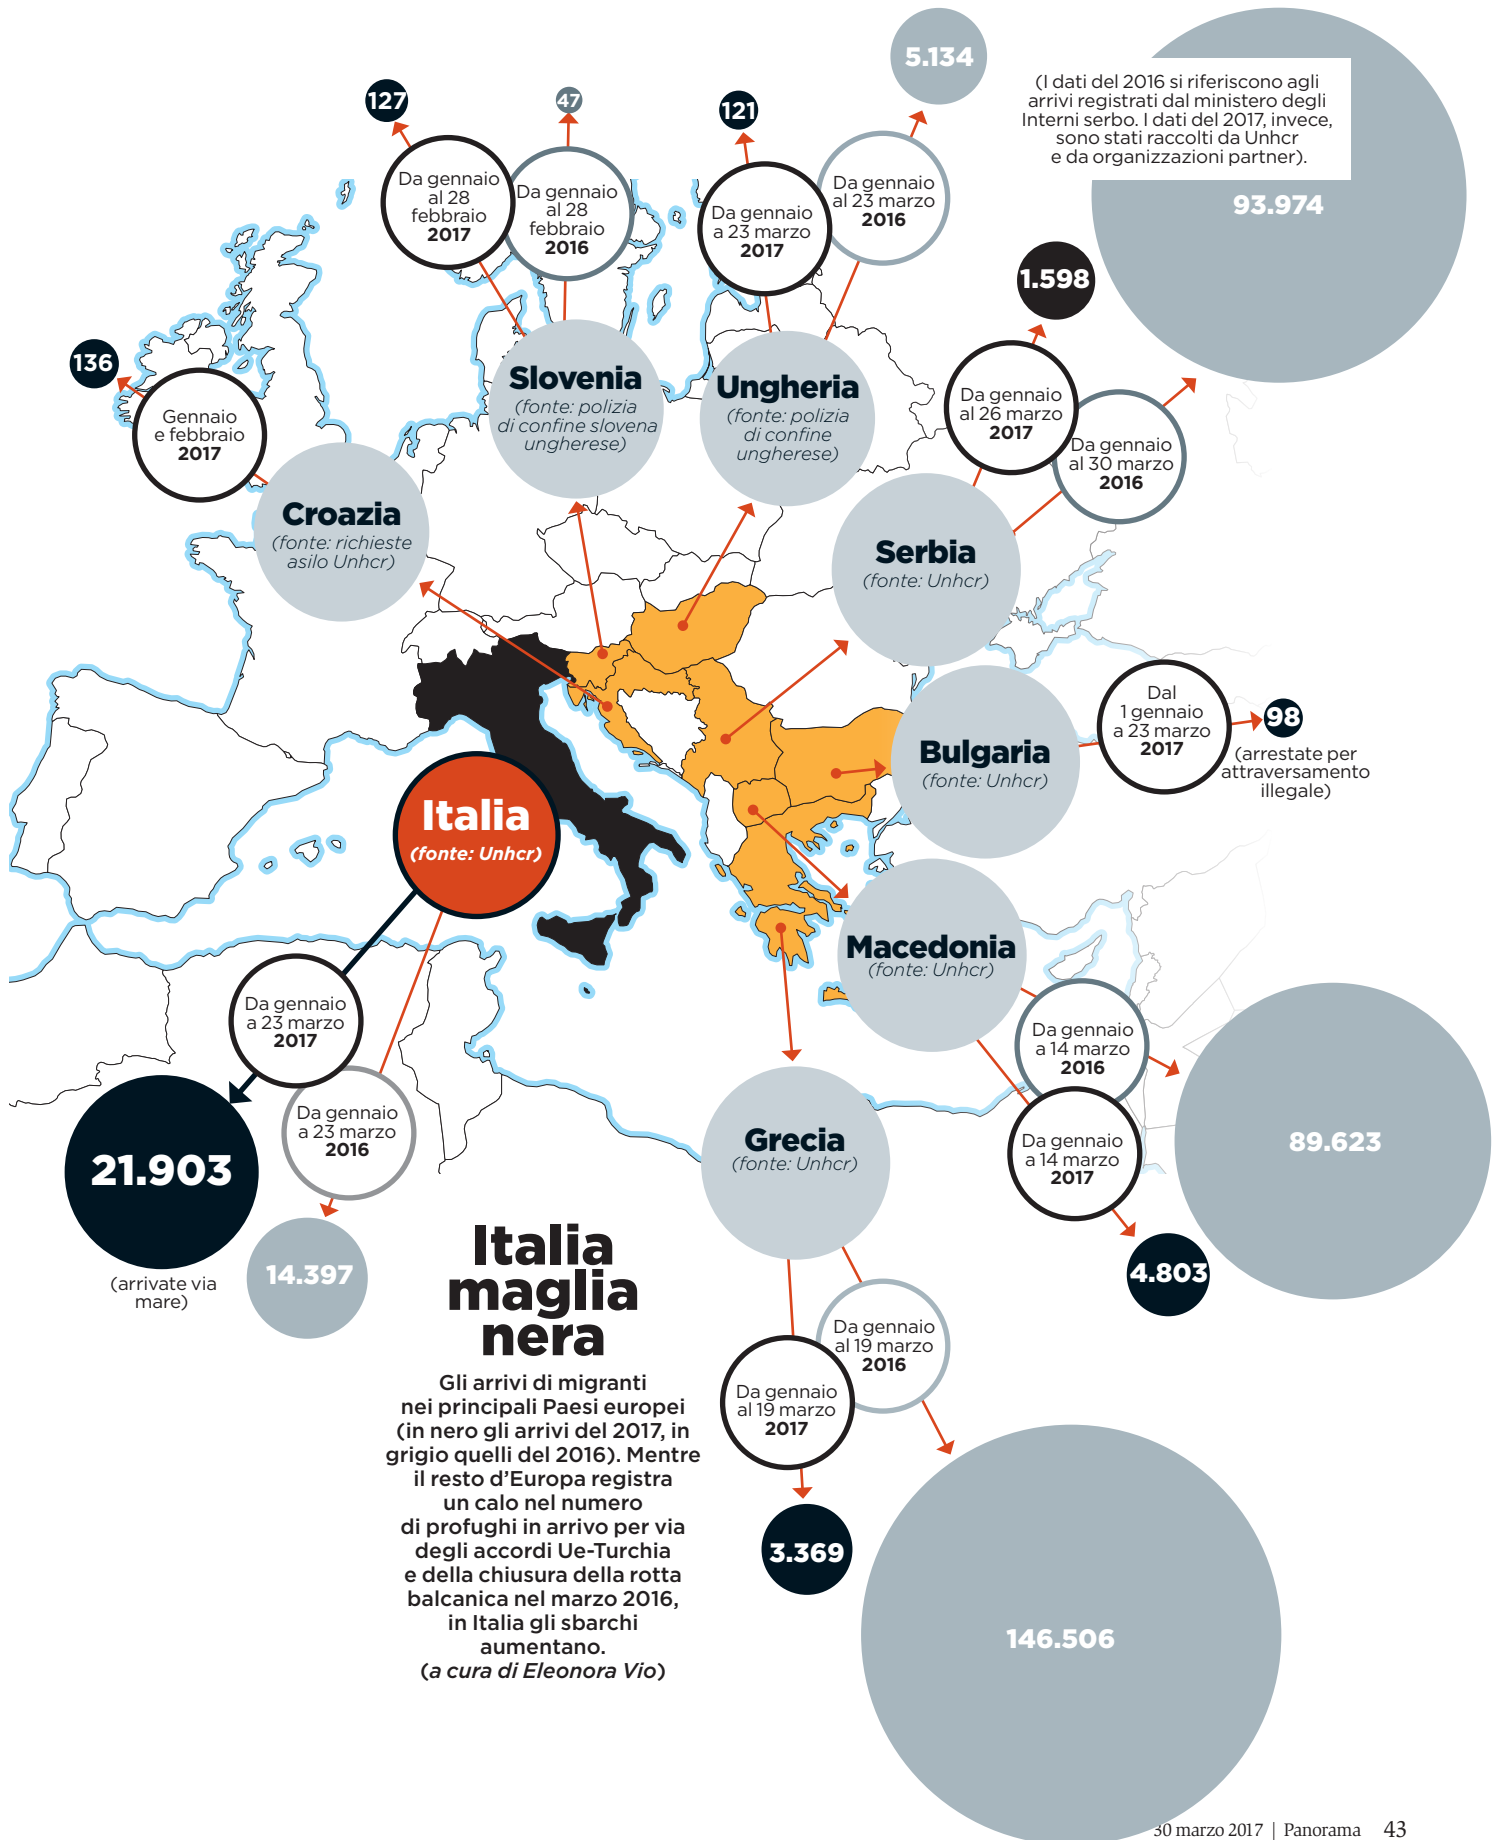 5.134
(I dati del 2016 si riferiscono agli
arrivi registrati dal ministero degli
Interni serbo. I dati del 2017, invece,
sono stati raccolti da Unhcr
e da organizzazioni partner).
93.974
127
47
121
Da gennaio
al 28
febbraio
2017
Da gennaio
al 28
febbraio
2016
Da gennaio
a 23 marzo
2017
Da gennaio
al 23 marzo
2016
1.598
136
Gennaio
e febbraio
2017
Slovenia
(fonte: polizia
di confine slovena
ungherese)
Ungheria
(fonte: polizia
di confine
ungherese)
Da gennaio
al 26 marzo
2017
Da gennaio
al 30 marzo
2016
Croazia
(fonte: richieste
asilo Unhcr)
Serbia
(fonte: Unhcr)
Bulgaria
(fonte: Unhcr)
Dal
1 gennaio
a 23 marzo
2017
98
(arrestate per
attraversamento
illegale)
Italia
(fonte: Unhcr)
Macedonia
(fonte: Unhcr)
Da gennaio
a 23 marzo
2017
Da gennaio
a 23 marzo
2016
21.903
(arrivate via
mare)
14.397
Da gennaio
a 14 marzo
2016
Da gennaio
a 14 marzo
2017
89.623
4.803
Grecia
(fonte: Unhcr)
Da gennaio
al 19 marzo
2016
Da gennaio
al 19 marzo
2017
3.369
146.506
Italia
maglia
nera
Gli arrivi di migranti
nei principali Paesi europei
(in nero gli arrivi del 2017, in
grigio quelli del 2016). Mentre
il resto d'Europa registra
un calo nel numero
di profughi in arrivo per via
degli accordi Ue-Turchia
e della chiusura della rotta
balcanica nel marzo 2016,
in Italia gli sbarchi
aumentano.
(a cura di Eleonora Vio)
30 marzo 2017 | Panorama 43